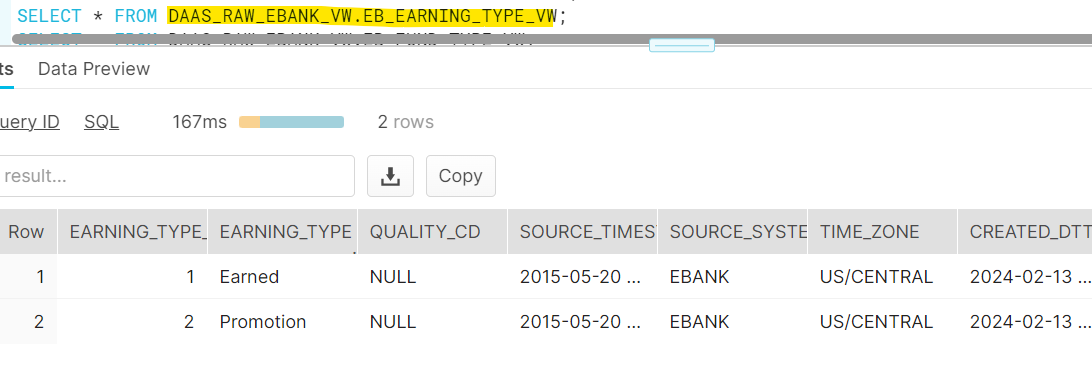 SELECT * FROM DAAS_RAW_EBANK_VW.EB_EARNING_TYPE_VW;
ts Data Preview
uery ID SQL 167ms 2 rows
result... Copy
Row EARNING_TYPE_ EARNING_TYPE_ QUALITY_CD SOURCE_TIMES SOURCE_SYSTE TIME_ZONE CREATED_DTT
1 1 Earned NULL 2015-05-20 ... EBANK US/CENTRAL 2024-02-13 ...
2 2 Promotion NULL 2015-05-20 ... EBANK US/CENTRAL 2024-02-13 ...